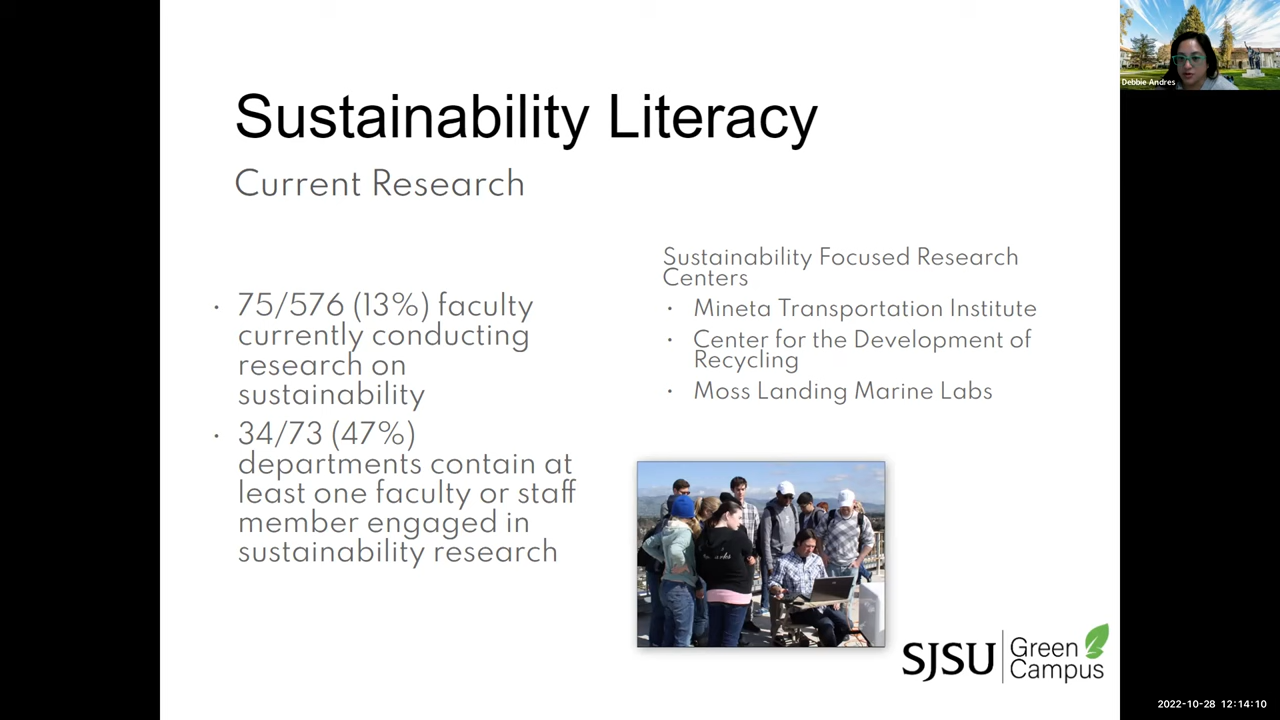 Sustainability Literacy
Current Research
· 75/576 (13%) faculty
currently conducting
research on
sustainability
· 34/73 (47%)
departments contain at
least one faculty or staff
member engaged in
sustainability research
Sustainability Focused Research
Centers
· Mineta Transportation Institute
· Center for the Development of
Recycling
· Moss Landing Marine Labs
SJSU Green
Campus
Debbie Andres
2022-10-28 12:14:10